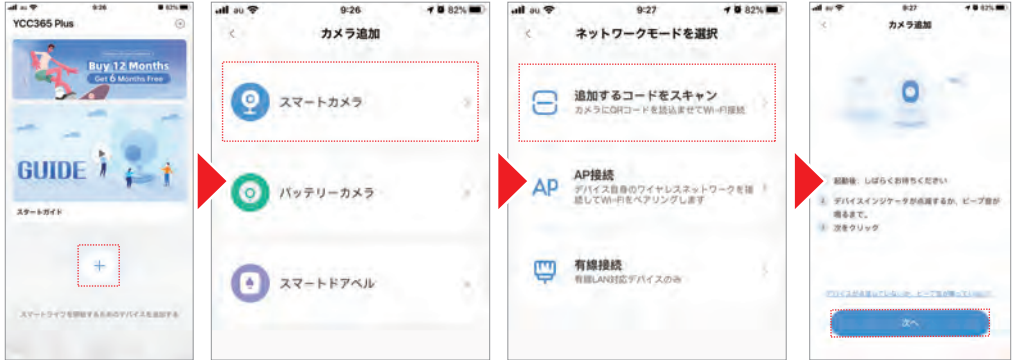 au 9:26 82%
YCC365 Plus
Buy 12 Months
Get 6 Months Free
GUIDE
スタートガイド
+
スマートライフを開始するためのデバイスを追加する
au 9:26 82%
カメラ追加
スマートカメラ
バッテリーカメラ
スマートドアベル
au 9:27 82%
ネットワークモードを選択
追加するコードをスキャン
カメラにQRコードを読込ませてWi-Fi接続
AP
AP接続
デバイス自身のワイヤレスネットワークを接
続してWi-Fiをペアリングします
有線接続
有線LAN対応デバイスのみ
au 9:27 82%
カメラ追加
起動後、しばらくお待ちください
2 デバイスインジケータが点滅するか、ビープ音が
鳴るまで。
3 次をクリック
次へ